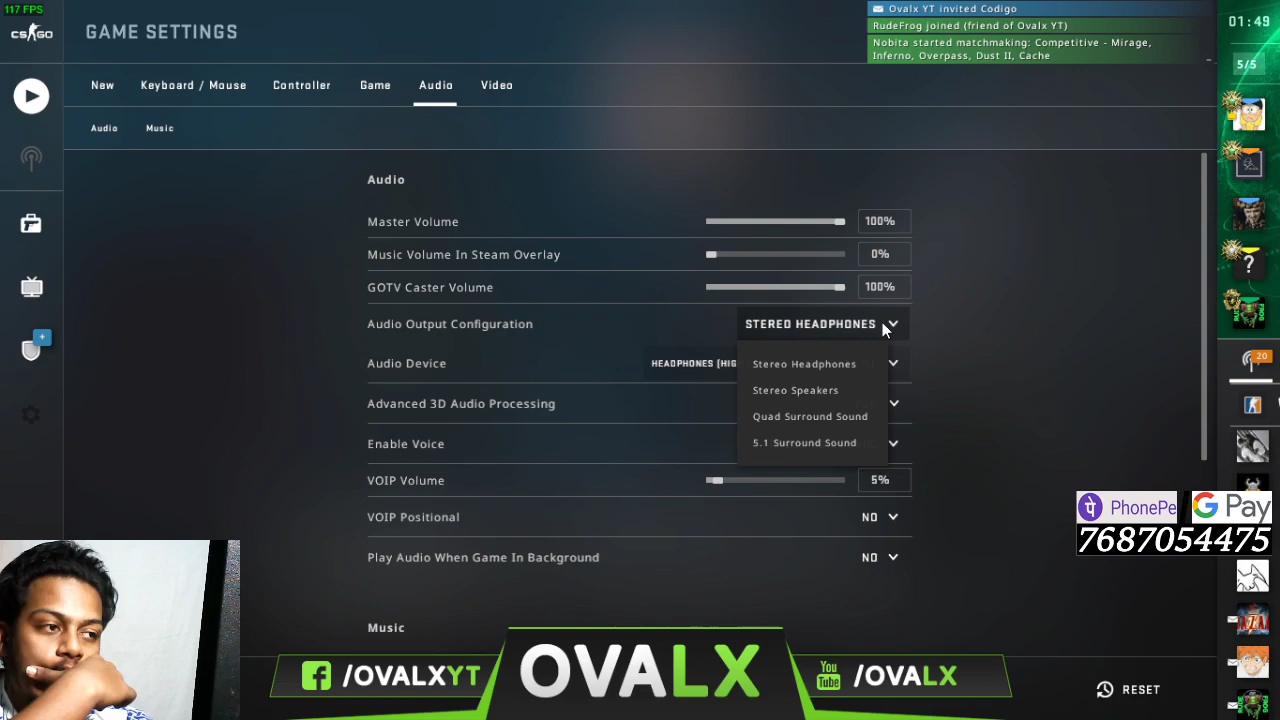 117 FPS
CS:GO
GAME SETTINGS
Ovalx YT invited Codigo
RudeFrog joined (friend of Ovalx YT)
Nobita started matchmaking: Competitive - Mirage,
Inferno, Overpass, Dust II, Cache
01:49
5/5
New
Keyboard / Mouse
Controller
Game
Audio
Video
Audio
Music
Audio
Master Volume
100%
Music Volume In Steam Overlay
0%
GOTV Caster Volume
100%
Audio Output Configuration
STEREO HEADPHONES
Stereo Headphones
Stereo Speakers
Quad Surround Sound
5.1 Surround Sound
Audio Device
HEADPHONES (HIG
Advanced 3D Audio Processing
Enable Voice
VOIP Volume
5%
VOIP Positional
NO
Play Audio When Game In Background
NO
Music
?
20
PhonePe
G Pay
7687054475
/OVALXYT
OVALX
You
Tube
/OVALX
RESET